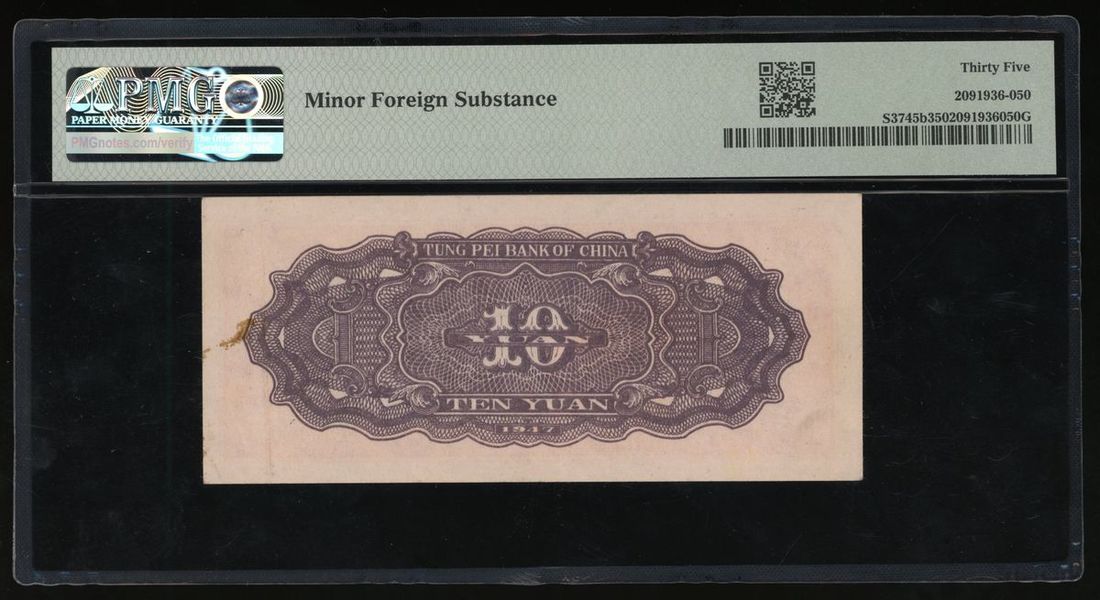 PMG
PAPER MONEY GUARANTY
PMGnotes.com/verify
Minor Foreign Substance
Thirty Five
2091936-050
S3745b3502091936050G
TUNG PEI BANK OF CHINA
10
YUAN
TEN YUAN
1947